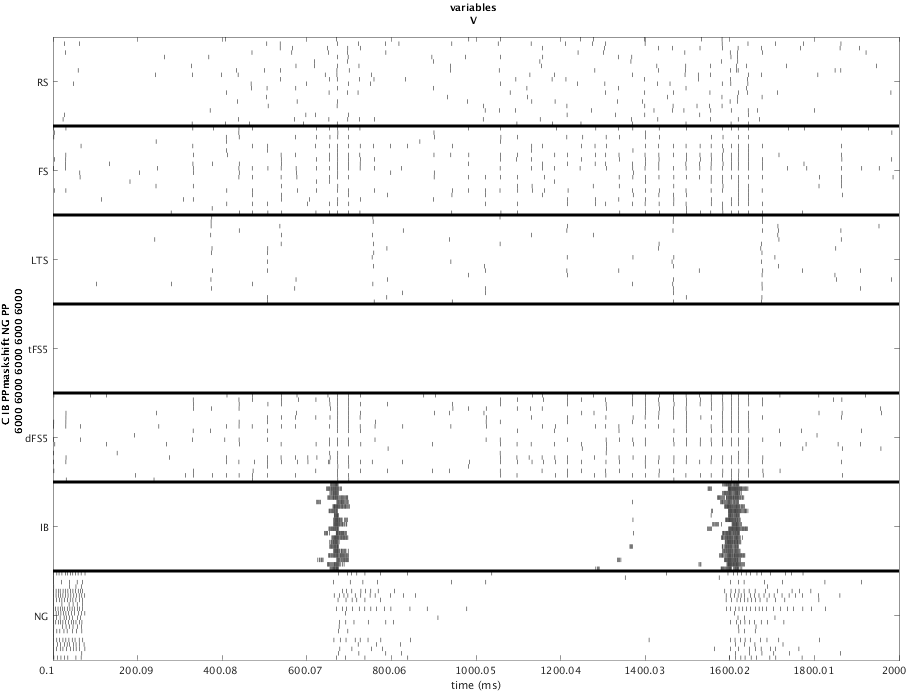 variables
V
RS
FS
LTS
tFS5
dFS5
IB
NG
C IB PPmaskshift NG PP
6000 6000 6000 6000 6000
0.1 200.09 400.08 600.07 800.06 1000.05 1200.04 1400.03 1600.02 1800.01 2000
time (ms)